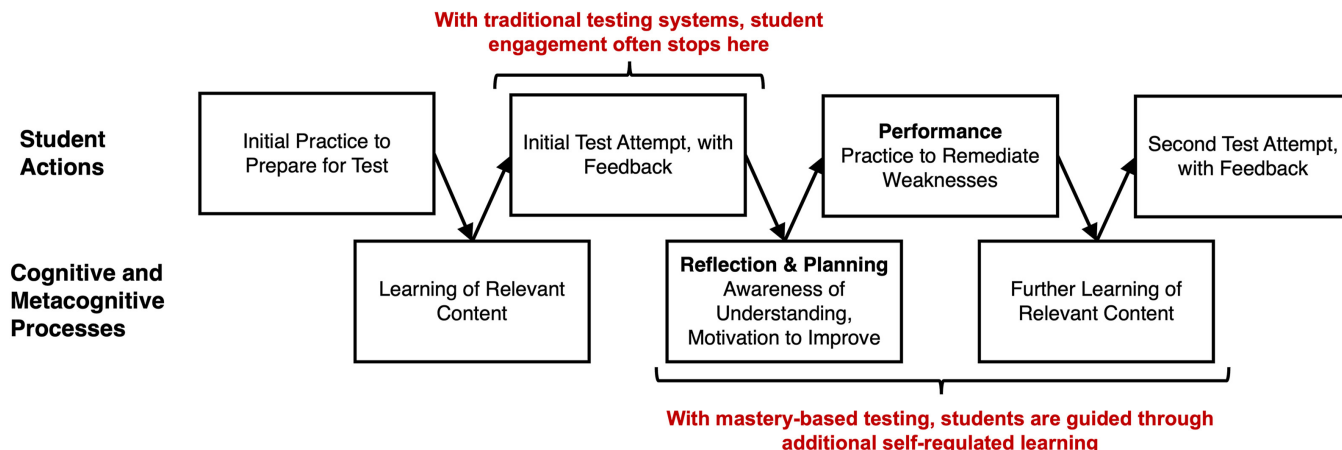 With traditional testing systems, student
engagement often stops here
Student
Actions
Initial Practice to
Prepare for Test
Initial Test Attempt, with
Feedback
Performance
Practice to Remediate
Weaknesses
Second Test Attempt,
with Feedback
Cognitive and
Metacognitive
Processes
Learning of Relevant
Content
Reflection & Planning
Awareness of
Understanding,
Motivation to Improve
Further Learning of
Relevant Content
With mastery-based testing, students are guided through
additional self-regulated learning